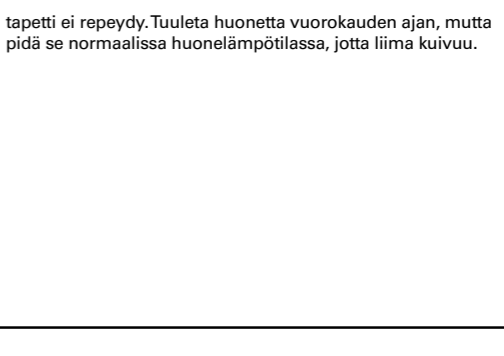 tapetti ei repeydy. Tuuleta huonetta vuorokauden ajan, mutta
pidä se normaalissa huonelämpötilassa, jotta liima kuivuu.